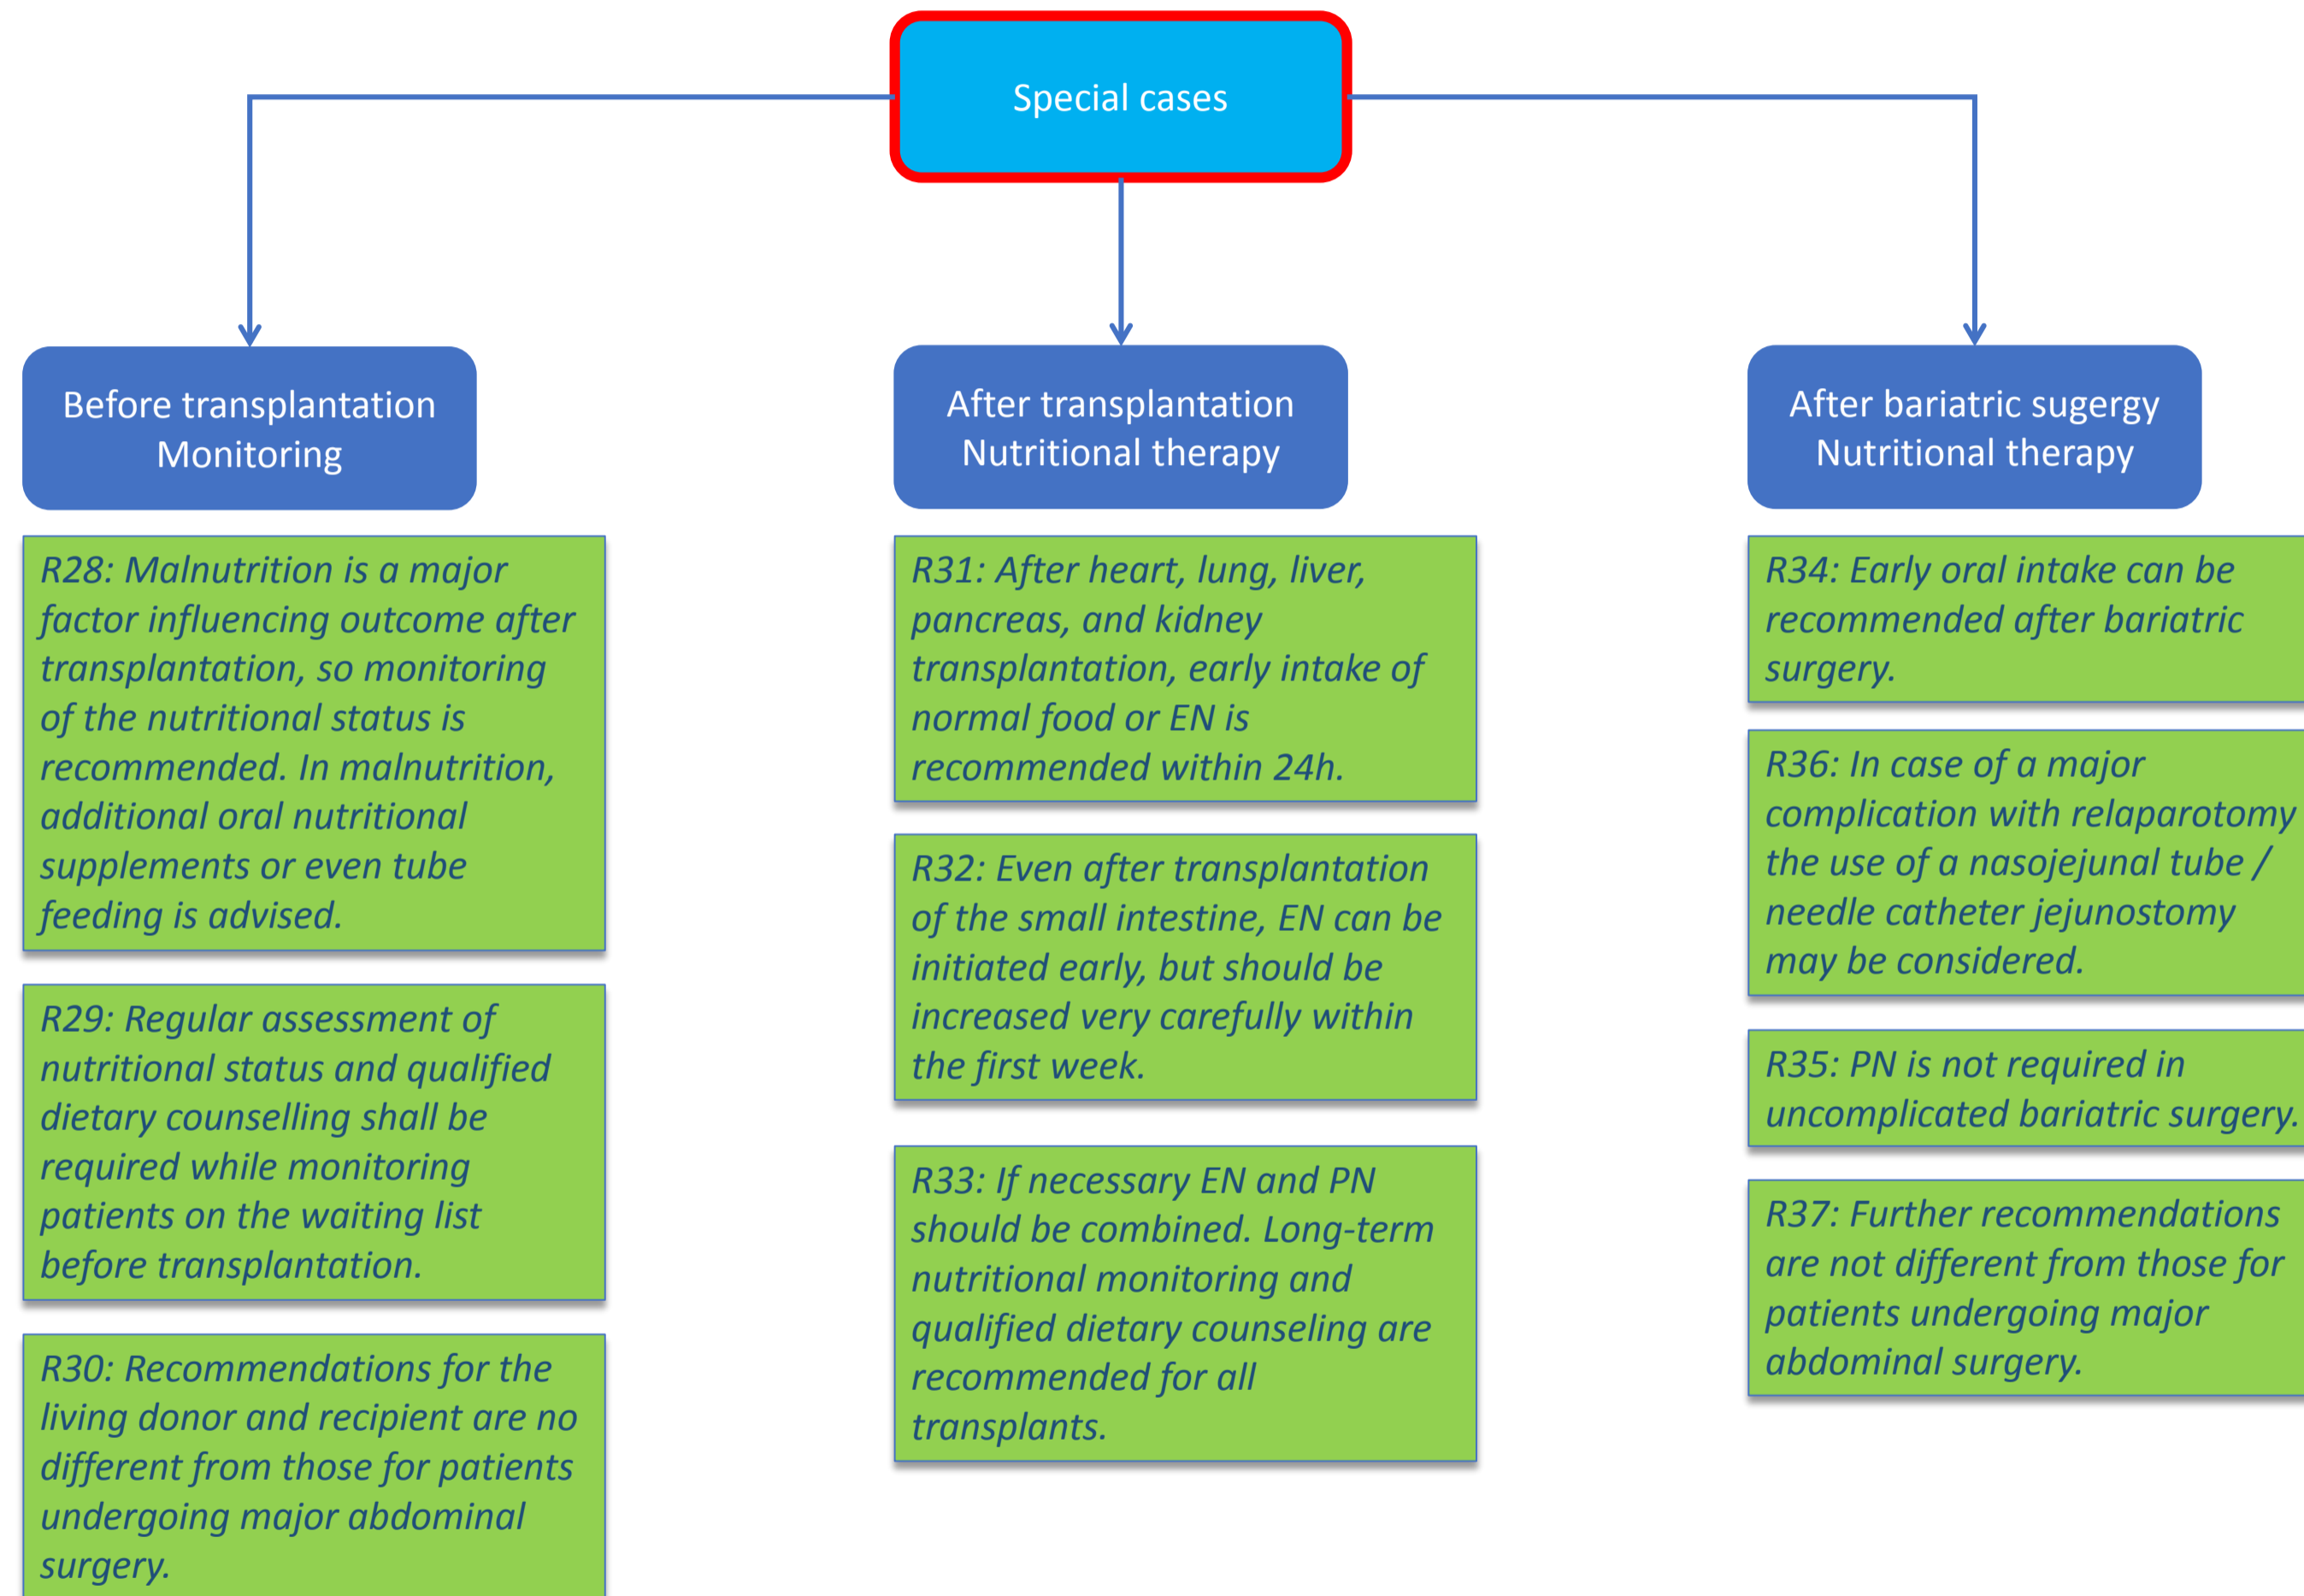 Special cases
Before transplantation
Monitoring
R28: Malnutrition is a major
factor influencing outcome after
transplantation, so monitoring
of the nutritional status is
recommended. In malnutrition,
additional oral nutritional
supplements or even tube
feeding is advised.
R29: Regular assessment of
nutritional status and qualified
dietary counselling shall be
required while monitoring
patients on the waiting list
before transplantation.
R30: Recommendations for the
living donor and recipient are no
different from those for patients
undergoing major abdominal
surgery.
After transplantation
Nutritional therapy
R31: After heart, lung, liver,
pancreas, and kidney
transplantation, early intake of
normal food or EN is
recommended within 24h.
R32: Even after transplantation
of the small intestine, EN can be
initiated early, but should be
increased very carefully within
the first week.
R33: If necessary EN and PN
should be combined. Long-term
nutritional monitoring and
qualified dietary counseling are
recommended for all
transplants.
After bariatric sugergy
Nutritional therapy
R34: Early oral intake can be
recommended after bariatric
surgery.
R36: In case of a major
complication with relaparotomy
the use of a nasojejunal tube /
needle catheter jejunostomy
may be considered.
R35: PN is not required in
uncomplicated bariatric surgery.
R37: Further recommendations
are not different from those for
patients undergoing major
abdominal surgery.